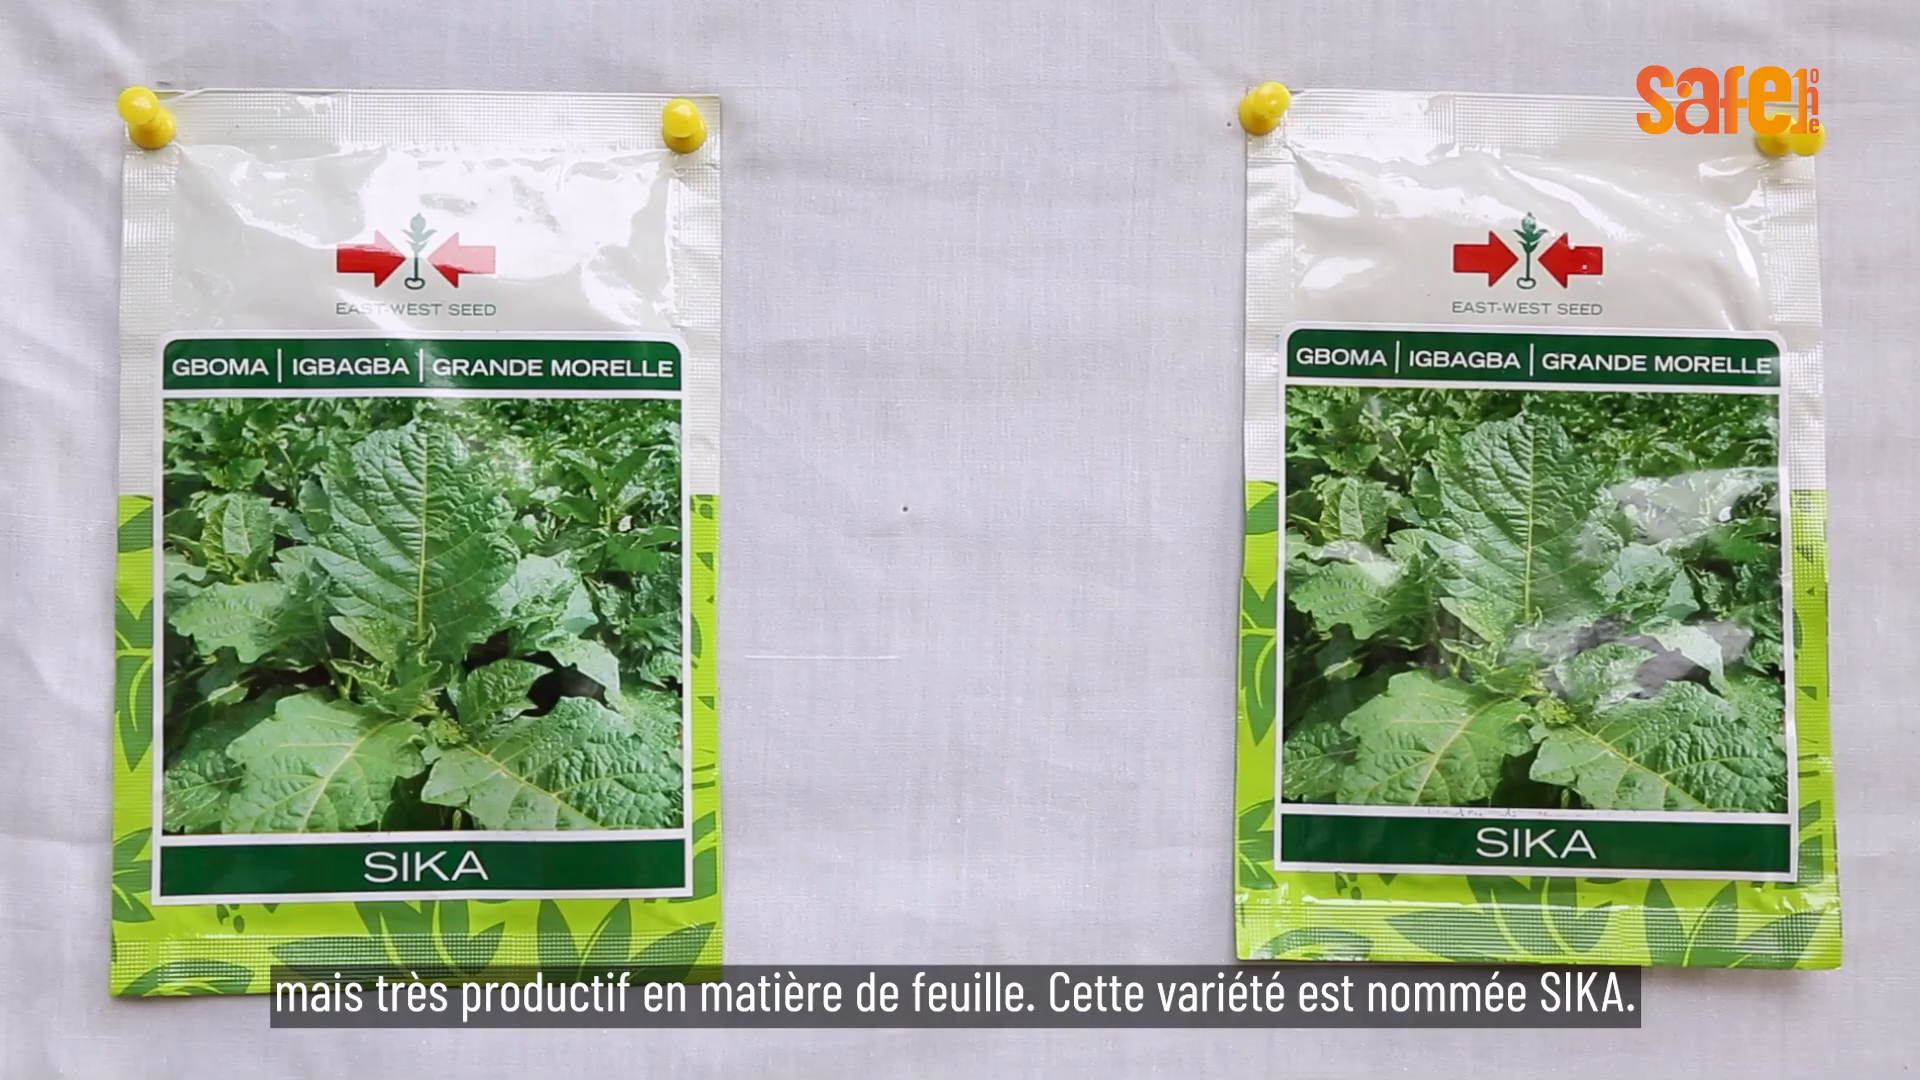 safe1one
EAST-WEST SEED
GBOMA | IGBAGBA | GRANDE MORELLE
SIKA
EAST-WEST SEED
GBOMA | IGBAGBA | GRANDE MORELLE
SIKA
mais très productif en matière de feuille. Cette variété est nommée SIKA.